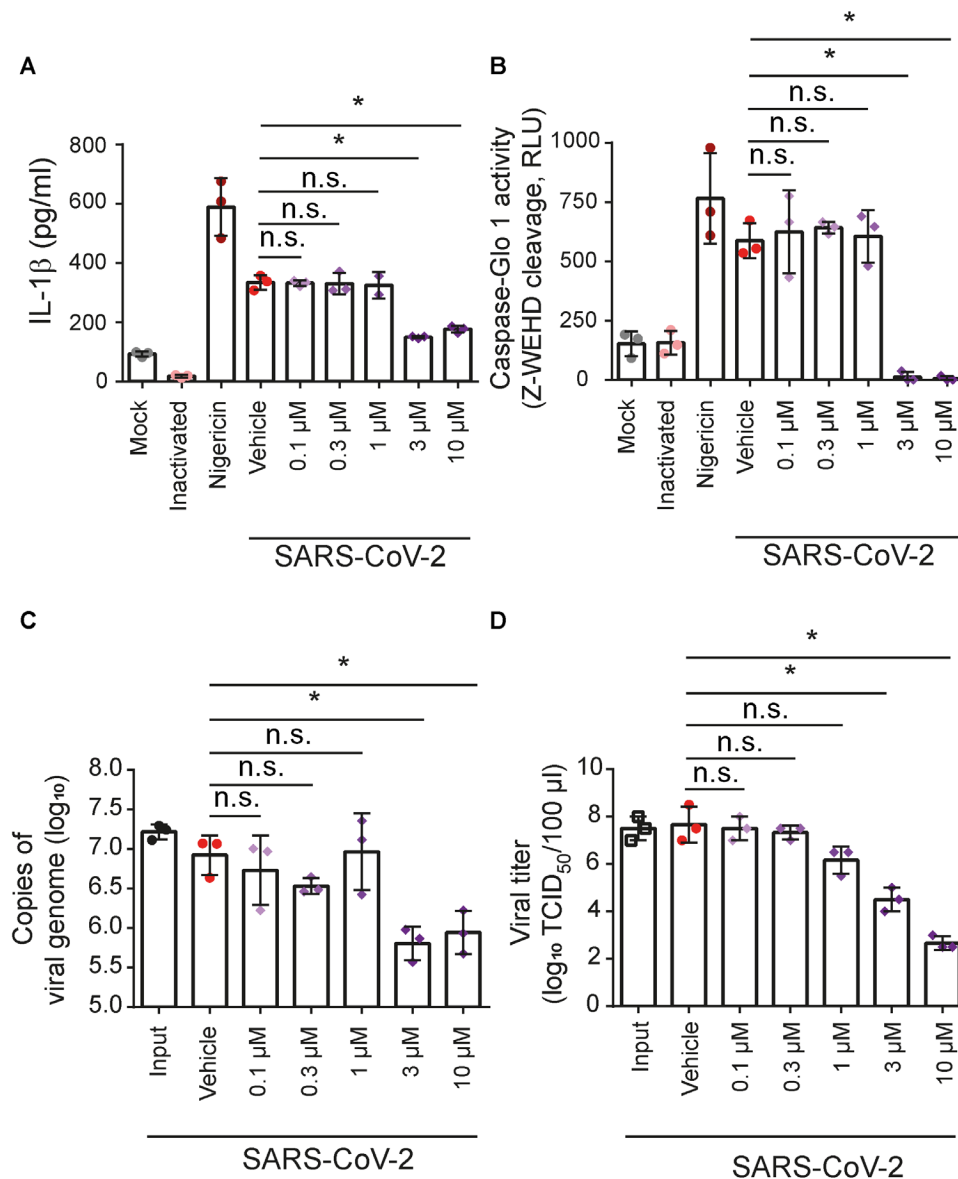 A
*
*
n.s.
n.s.
n.s.
IL-1β (pg/ml)
800
600
400
200
0
Mock
Inactivated
Nigericin
Vehicle
0.1 µM
0.3 µM
1 µM
3 µM
10 µM
SARS-CoV-2
B
*
*
n.s.
n.s.
n.s.
Caspase-Glo 1 activity
(Z-WEHD cleavage, RLU)
1000
750
500
250
0
Mock
Inactivated
Nigericin
Vehicle
0.1 µM
0.3 µM
1 µM
3 µM
10 µM
SARS-CoV-2
C
*
*
n.s.
n.s.
n.s.
Copies of
viral genome (log₁₀)
8.0
7.5
7.0
6.5
6.0
5.5
5.0
Input
Vehicle
0.1 µM
0.3 µM
1 µM
3 µM
10 µM
SARS-CoV-2
D
*
*
n.s.
n.s.
n.s.
Viral titer
(log₁₀ TCID₅₀/100 µl)
10
8
6
4
2
0
Input
Vehicle
0.1 µM
0.3 µM
1 µM
3 µM
10 µM
SARS-CoV-2